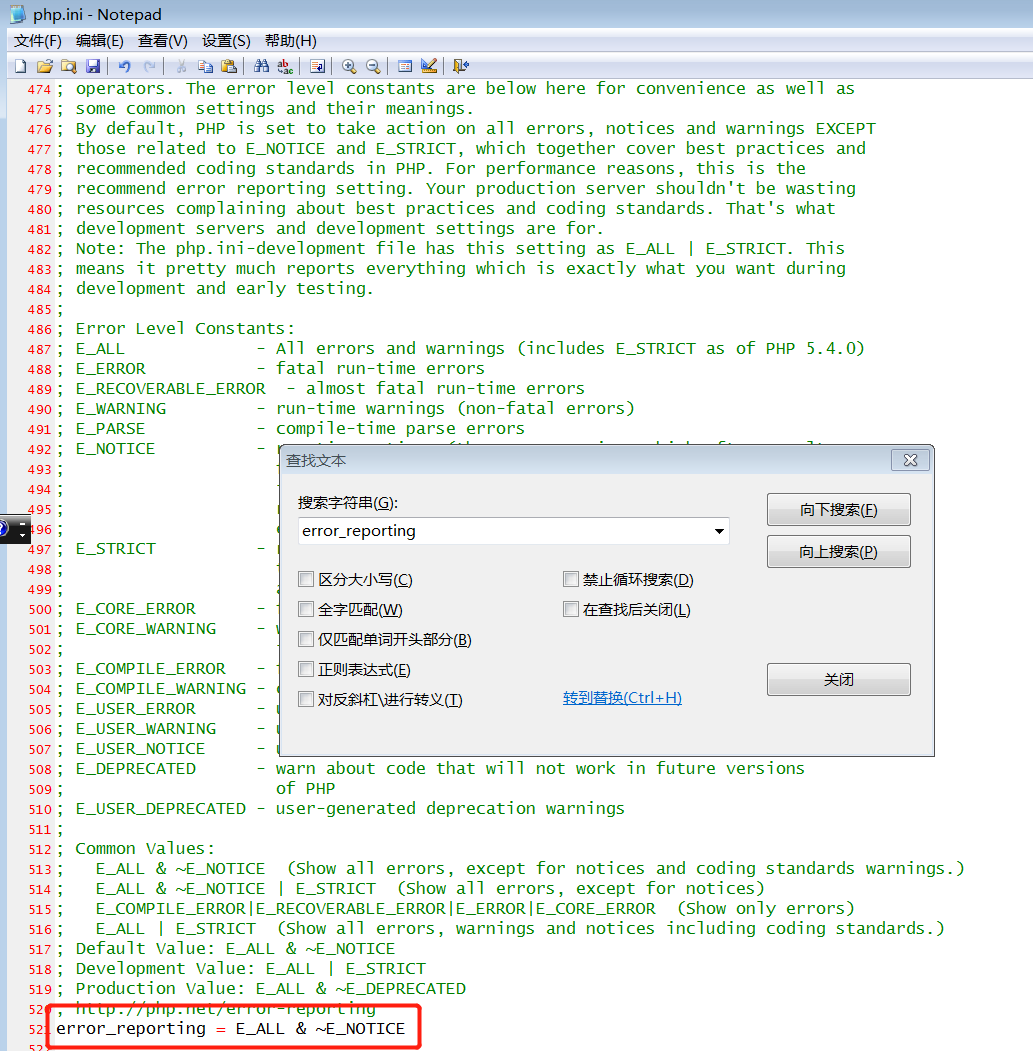 php.ini - Notepad
文件(F) 编辑(E) 查看(V) 设置(S) 帮助(H)
474 ; operators. The error level constants are below here for convenience as well as
475 ; some common settings and their meanings.
476 ; By default, PHP is set to take action on all errors, notices and warnings EXCEPT
477 ; those related to E_NOTICE and E_STRICT, which together cover best practices and
478 ; recommended coding standards in PHP. For performance reasons, this is the
479 ; recommend error reporting setting. Your production server shouldn't be wasting
480 ; resources complaining about best practices and coding standards. That's what
481 ; development servers and development settings are for.
482 ; Note: The php.ini-development file has this setting as E_ALL | E_STRICT. This
483 ; means it pretty much reports everything which is exactly what you want during
484 ; development and early testing.
485 ;
486 ; Error Level Constants:
487 ; E_ALL - All errors and warnings (includes E_STRICT as of PHP 5.4.0)
488 ; E_ERROR - fatal run-time errors
489 ; E_RECOVERABLE_ERROR - almost fatal run-time errors
490 ; E_WARNING - run-time warnings (non-fatal errors)
491 ; E_PARSE - compile-time parse errors
492 ; E_NOTICE -
493 ;
494 ;
495 ;
496 ;
497 ; E_STRICT -
498 ;
499 ;
500 ; E_CORE_ERROR -
501 ; E_CORE_WARNING -
502 ;
503 ; E_COMPILE_ERROR -
504 ; E_COMPILE_WARNING -
505 ; E_USER_ERROR -
506 ; E_USER_WARNING -
507 ; E_USER_NOTICE -
508 ; E_DEPRECATED - warn about code that will not work in future versions
509 ; of PHP
510 ; E_USER_DEPRECATED - user-generated deprecation warnings
511 ;
512 ; Common Values:
513 ; E_ALL & ~E_NOTICE (Show all errors, except for notices and coding standards warnings.)
514 ; E_ALL & ~E_NOTICE | E_STRICT (Show all errors, except for notices)
515 ; E_COMPILE_ERROR|E_RECOVERABLE_ERROR|E_ERROR|E_CORE_ERROR (Show only errors)
516 ; E_ALL | E_STRICT (Show all errors, warnings and notices including coding standards.)
517 ; Default Value: E_ALL & ~E_NOTICE
518 ; Development Value: E_ALL | E_STRICT
519 ; Production Value: E_ALL & ~E_DEPRECATED
520 ; http://php.net/error-reporting
521 error_reporting = E_ALL & ~E_NOTICE
查找文本
搜索字符串(G):
error_reporting
向下搜索(F)
向上搜索(P)
区分大小写(C) 禁止循环搜索(D)
全字匹配(W) 在查找后关闭(L)
仅匹配单词开头部分(B)
正则表达式(E)
关闭
对反斜杠\进行转义(T) 转到替换(Ctrl+H)